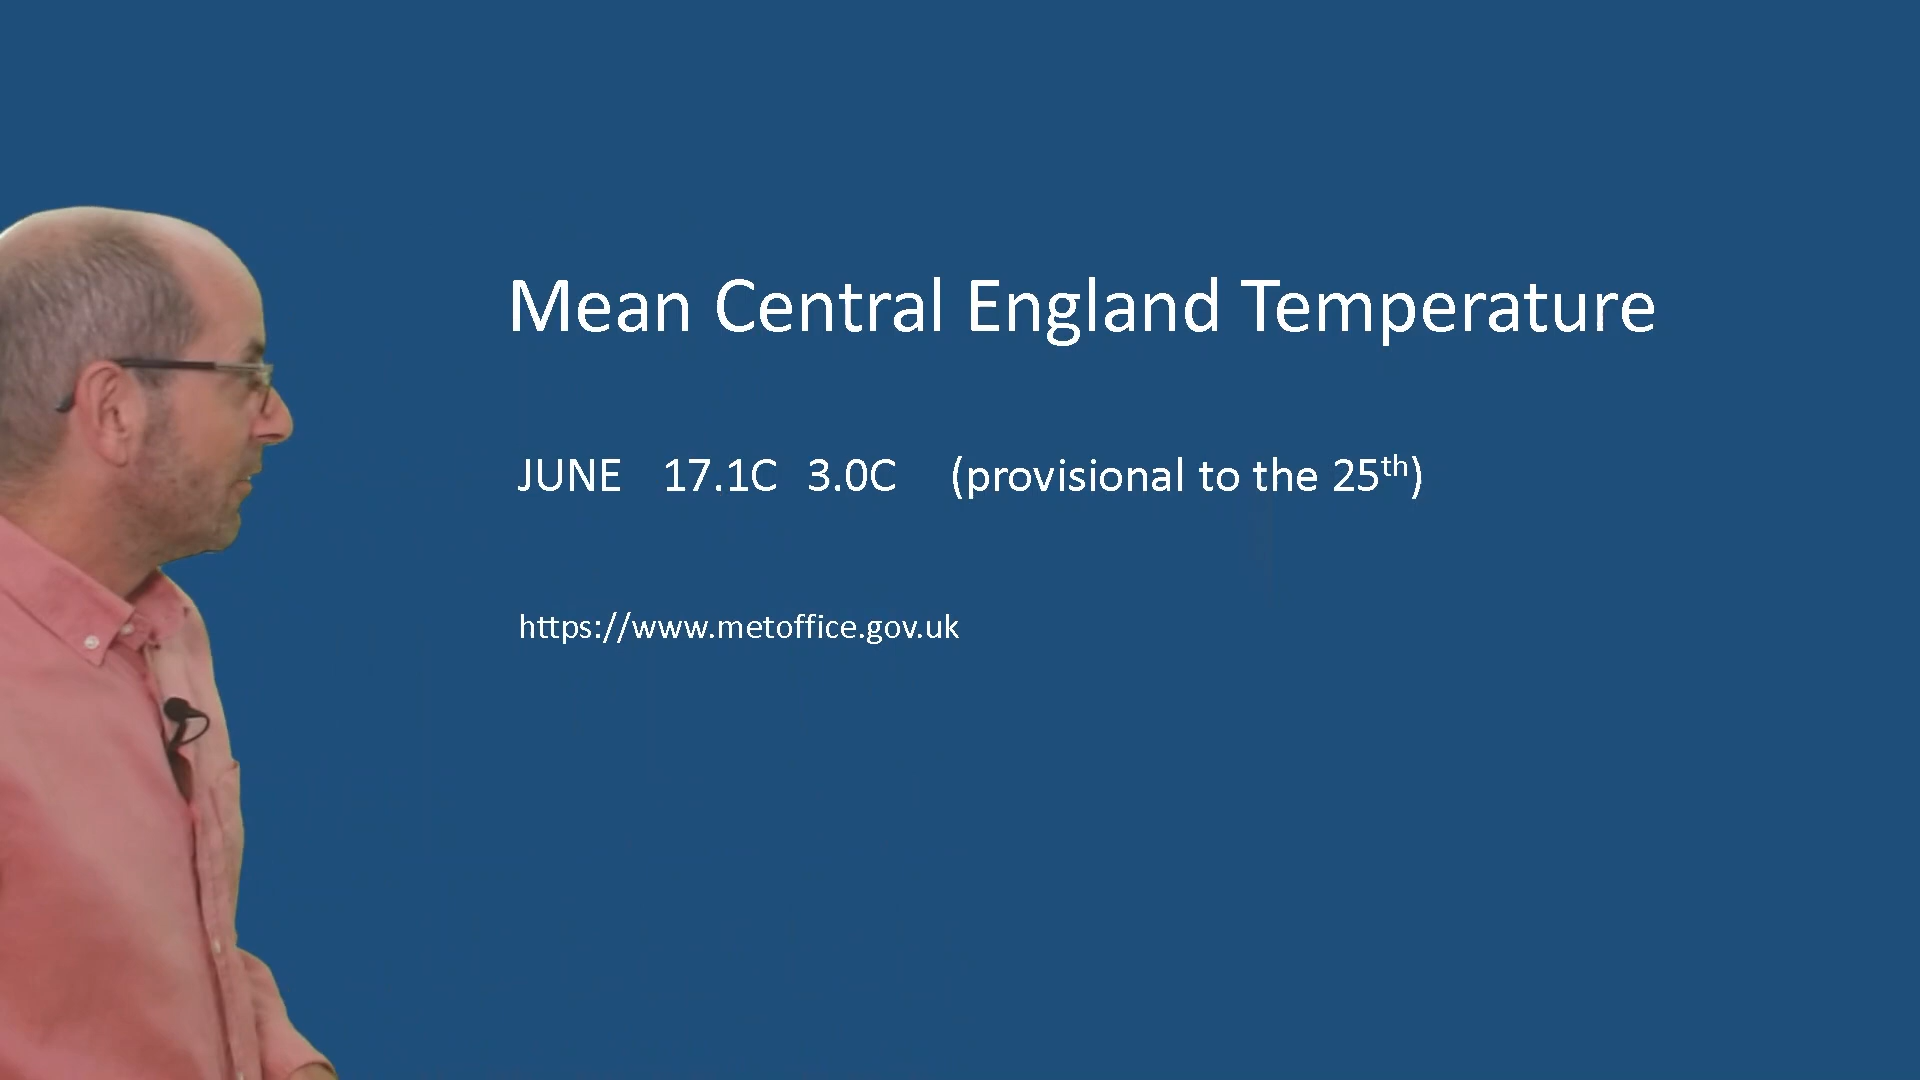 Mean Central England Temperature
JUNE 17.1C 3.0C (provisional to the 25th)
https://www.metoffice.gov.uk